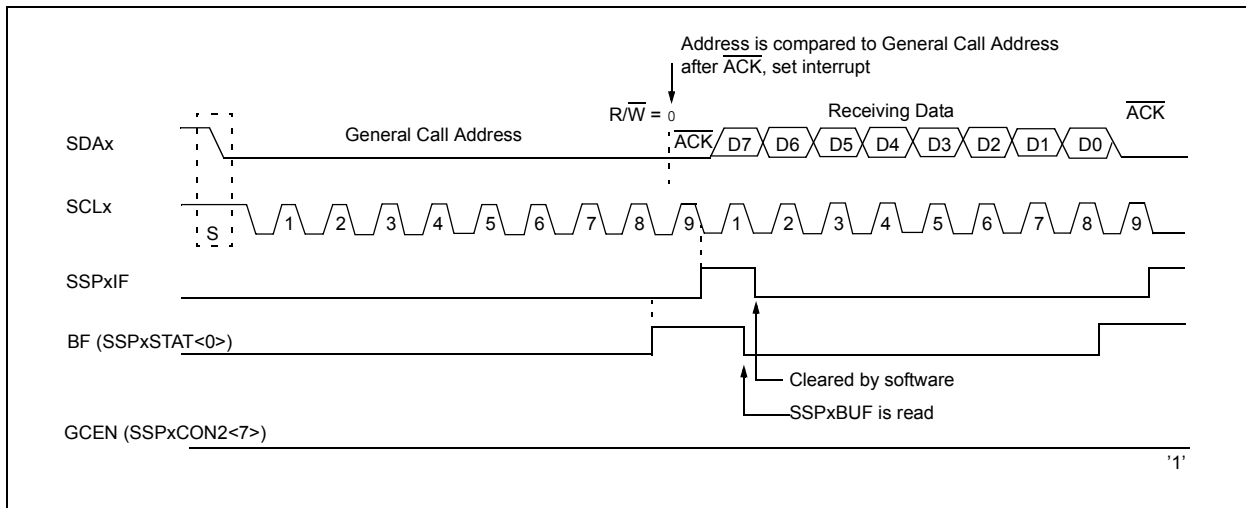 Address is compared to General Call Address
after A̅C̅K̅, set interrupt
R/W̅ = 0
Receiving Data
A̅C̅K̅
General Call Address
SDAx
A̅C̅K̅
D7 D6 D5 D4 D3 D2 D1 D0
SCLx
S
1 2 3 4 5 6 7 8 9 1 2 3 4 5 6 7 8 9
SSPxIF
BF (SSPxSTAT<0>)
Cleared by software
SSPxBUF is read
GCEN (SSPxCON2<7>)
’1’